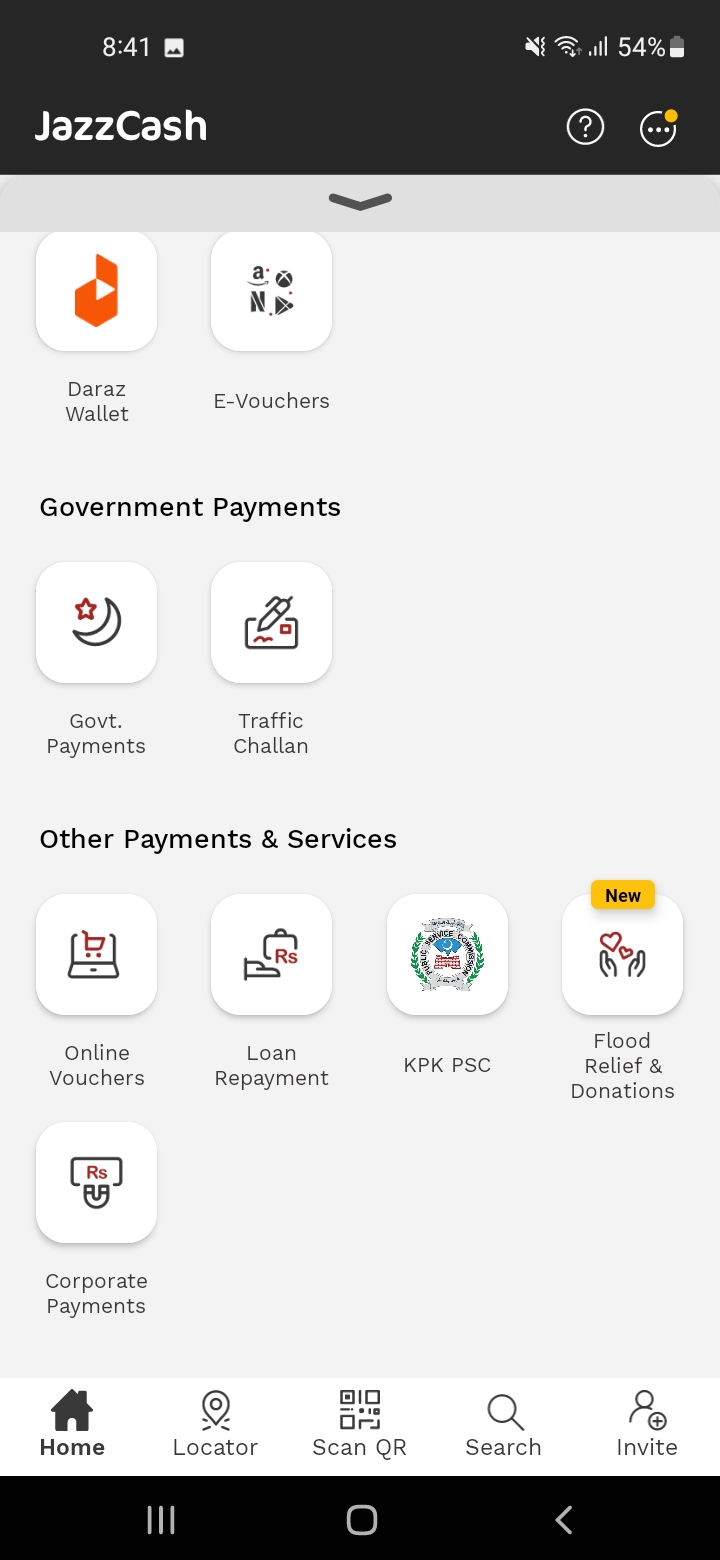 8:41
54%
JazzCash
Daraz
Wallet
E-Vouchers
Government Payments
Govt.
Payments
Traffic
Challan
Other Payments & Services
New
Online
Vouchers
Rs
Loan
Repayment
PUBLIC SERVICE COMMISSION
KPK PSC
Flood
Relief &
Donations
Rs
Corporate
Payments
Home
Locator
Scan QR
Search
Invite